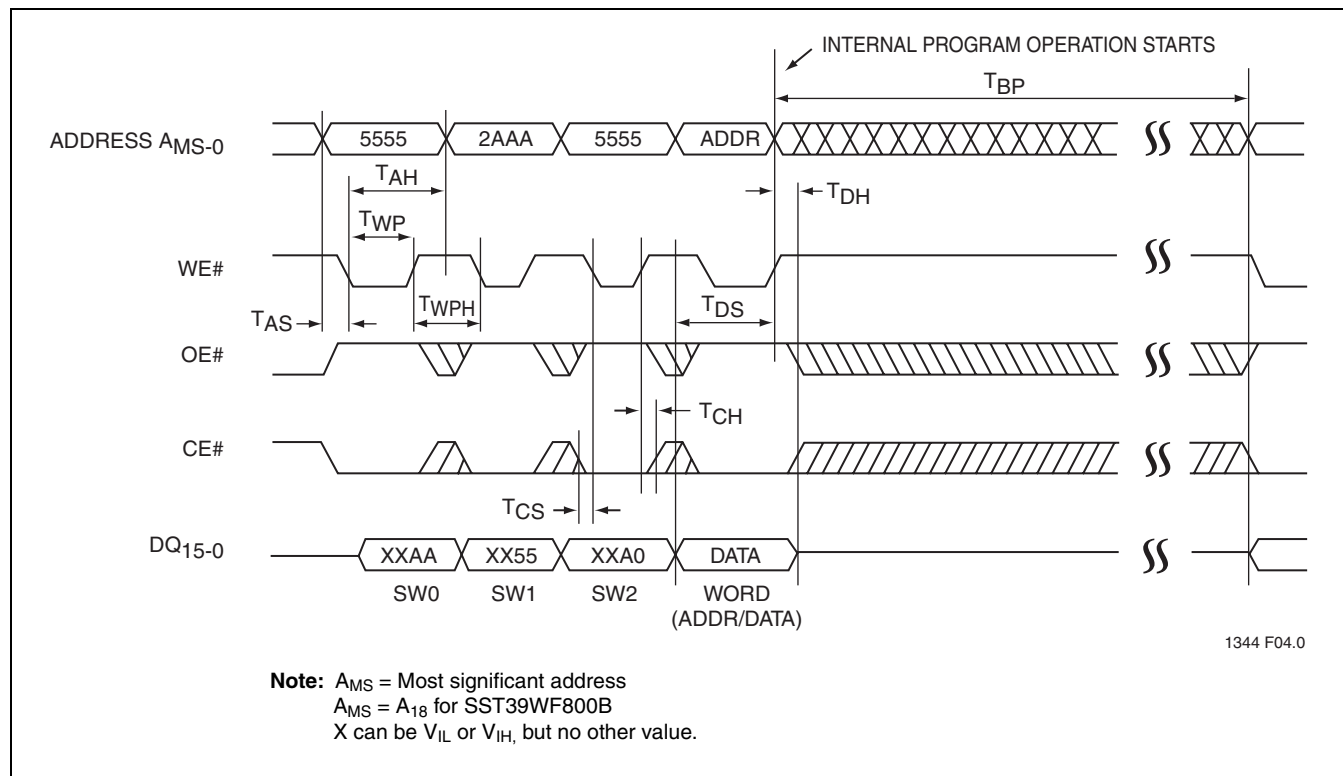 INTERNAL PROGRAM OPERATION STARTS
TBP
ADDRESS AMS-0
5555 2AAA 5555 ADDR
TAH
TDH
TWP
WE#
TWPH
TDS
TAS
OE#
TCH
CE#
TCS
DQ15-0
XXAA XX55 XXA0 DATA
SW0 SW1 SW2 WORD
(ADDR/DATA)
1344 F04.0
Note: AMS = Most significant address
AMS = A18 for SST39WF800B
X can be VIL or VIH, but no other value.